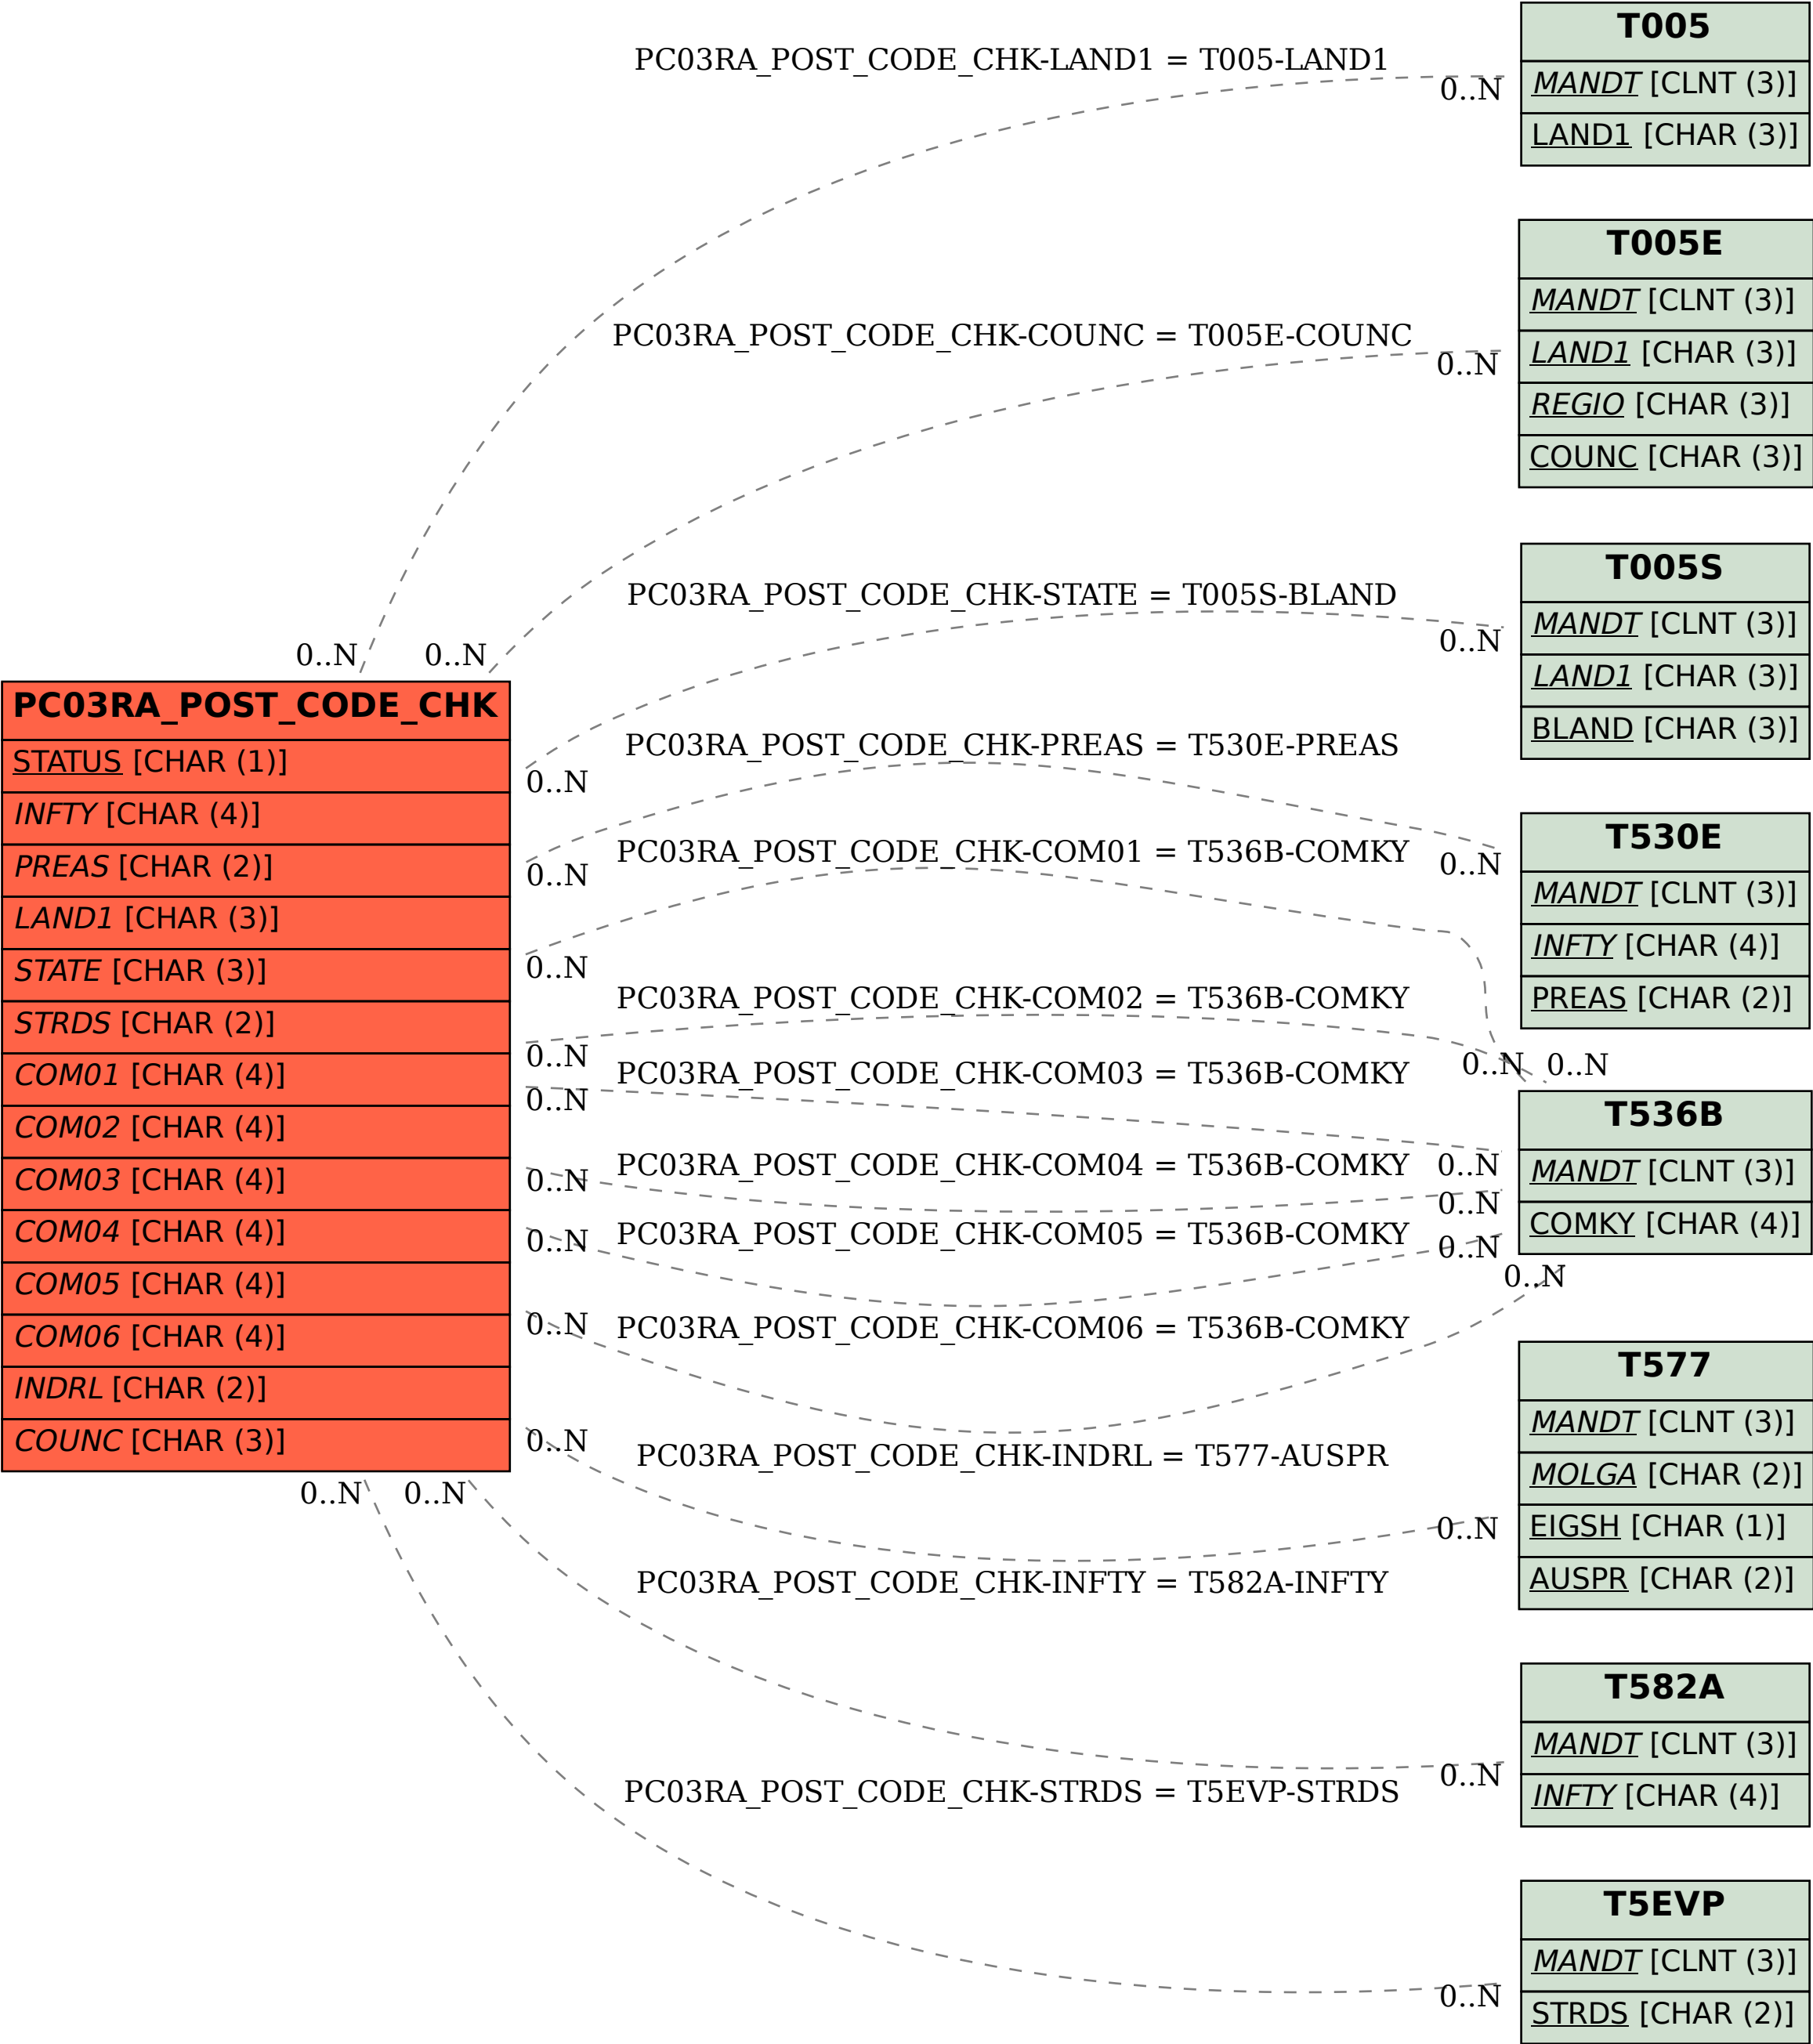 T005
MANDT [CLNT (3)]
LAND1 [CHAR (3)]
PC03RA_POST_CODE_CHK-LAND1 = T005-LAND1
0..N
T005E
MANDT [CLNT (3)]
LAND1 [CHAR (3)]
REGIO [CHAR (3)]
COUNC [CHAR (3)]
PC03RA_POST_CODE_CHK-COUNC = T005E-COUNC
0..N
T005S
MANDT [CLNT (3)]
LAND1 [CHAR (3)]
BLAND [CHAR (3)]
PC03RA_POST_CODE_CHK-STATE = T005S-BLAND
0..N
0..N
0..N
PC03RA_POST_CODE_CHK
STATUS [CHAR (1)]
INFTY [CHAR (4)]
PREAS [CHAR (2)]
LAND1 [CHAR (3)]
STATE [CHAR (3)]
STRDS [CHAR (2)]
COM01 [CHAR (4)]
COM02 [CHAR (4)]
COM03 [CHAR (4)]
COM04 [CHAR (4)]
COM05 [CHAR (4)]
COM06 [CHAR (4)]
INDRL [CHAR (2)]
COUNC [CHAR (3)]
0..N
PC03RA_POST_CODE_CHK-PREAS = T530E-PREAS
0..N
0..N
T530E
MANDT [CLNT (3)]
INFTY [CHAR (4)]
PREAS [CHAR (2)]
PC03RA_POST_CODE_CHK-COM01 = T536B-COMKY
0..N
PC03RA_POST_CODE_CHK-COM02 = T536B-COMKY
0..N
0..N
0..N
PC03RA_POST_CODE_CHK-COM03 = T536B-COMKY
0..N
T536B
MANDT [CLNT (3)]
COMKY [CHAR (4)]
PC03RA_POST_CODE_CHK-COM04 = T536B-COMKY
0..N
0..N
0..N
PC03RA_POST_CODE_CHK-COM05 = T536B-COMKY
0..N
0..N
0..N
PC03RA_POST_CODE_CHK-COM06 = T536B-COMKY
0..N
T577
MANDT [CLNT (3)]
MOLGA [CHAR (2)]
EIGSH [CHAR (1)]
AUSPR [CHAR (2)]
0..N
PC03RA_POST_CODE_CHK-INDRL = T577-AUSPR
0..N
0..N
0..N
PC03RA_POST_CODE_CHK-INFTY = T582A-INFTY
T582A
MANDT [CLNT (3)]
INFTY [CHAR (4)]
0..N
PC03RA_POST_CODE_CHK-STRDS = T5EVP-STRDS
T5EVP
MANDT [CLNT (3)]
STRDS [CHAR (2)]
0..N